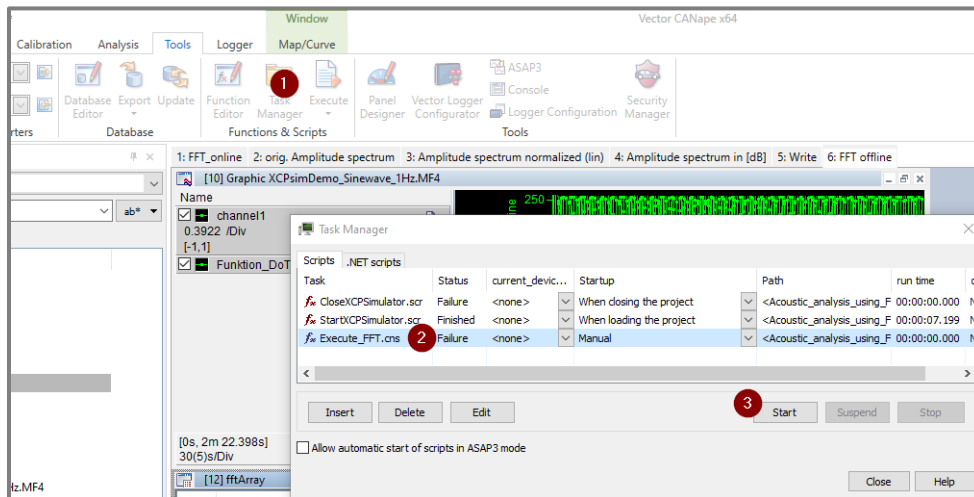 Window
Vector CANape x64
Calibration Analysis Tools Logger Map/Curve
ASAP3
Console
Logger Configuration
Database Editor Export Update Function Editor Task Manager Execute Panel Designer Vector Logger Configurator Security Manager
1
rters Database Functions & Scripts Tools
1: FFT_online 2: orig. Amplitude spectrum 3: Amplitude spectrum normalized (lin) 4: Amplitude spectrum in [dB] 5: Write 6: FFT offline
[10] Graphic XCPsimDemo_Sinewave_1Hz.MF4
Name
ab*
250
channel1
0.3922 /Div
[-1,1]
Funktion_DoT
Task Manager
Scripts .NET scripts
Task Status current_devic... Startup Path run time
CloseXCPSimulator.scr Failure <none> When closing the project <Acoustic_analysis_using_F 00:00:00.000
StartXCPSimulator.scr Finished <none> When loading the project <Acoustic_analysis_using_F 00:00:07.199
Execute_FFT.cns 2 Failure <none> Manual <Acoustic_analysis_using_F 00:00:00.000
3
Insert Delete Edit Start Suspend Stop
[0s, 2m 22.398s]
30(5)s/Div
Allow automatic start of scripts in ASAP3 mode
[12] fftArray
Close Help
Hz.MF4